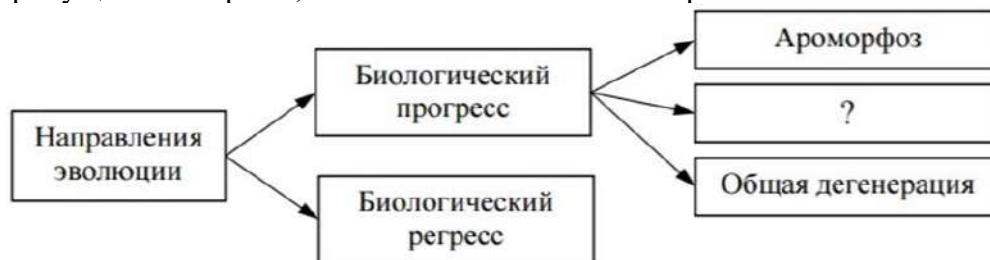 Направления
эволюции
Биологический
прогресс
Биологический
регресс
Ароморфоз
?
Общая дегенерация